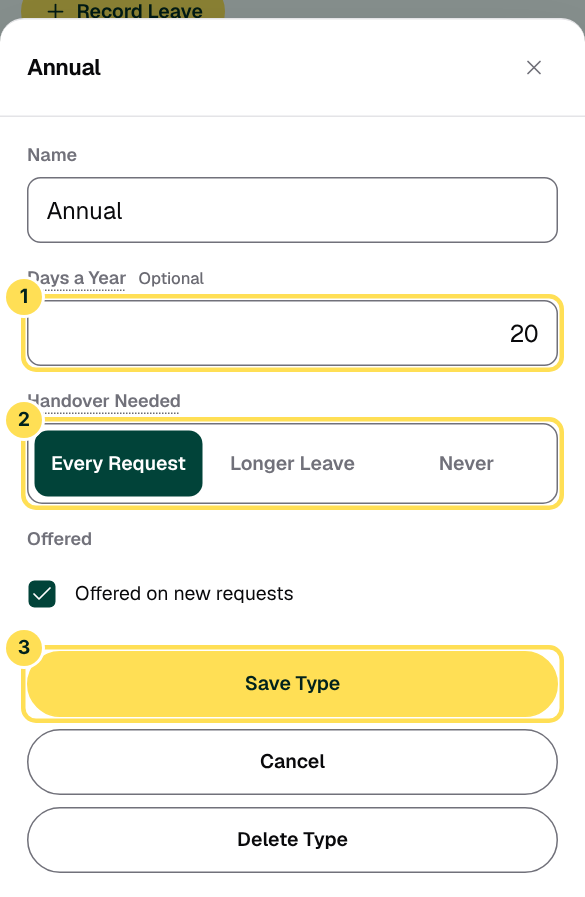 + Record Leave
Annual
Name
Annual
Days a Year Optional
1
20
Handover Needed
2
Every Request Longer Leave Never
Offered
Offered on new requests
3
Save Type
Cancel
Delete Type